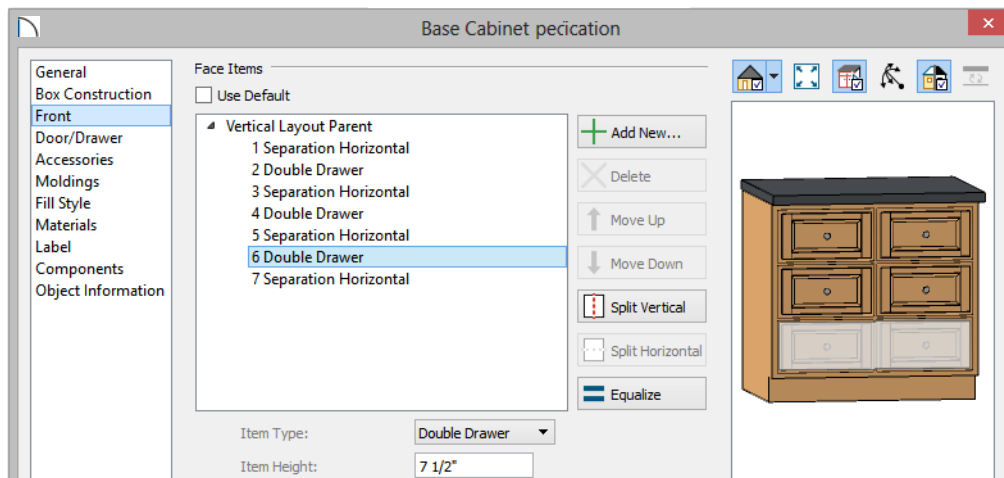 Base Cabinet pecication
General
Box Construction
Front
Door/Drawer
Accessories
Moldings
Fill Style
Materials
Label
Components
Object Information
Face Items
Use Default
Vertical Layout Parent
1 Separation Horizontal
2 Double Drawer
3 Separation Horizontal
4 Double Drawer
5 Separation Horizontal
6 Double Drawer
7 Separation Horizontal
Item Type:
Double Drawer
Item Height:
7 1/2"
Add New...
Delete
Move Up
Move Down
Split Vertical
Split Horizontal
Equalize